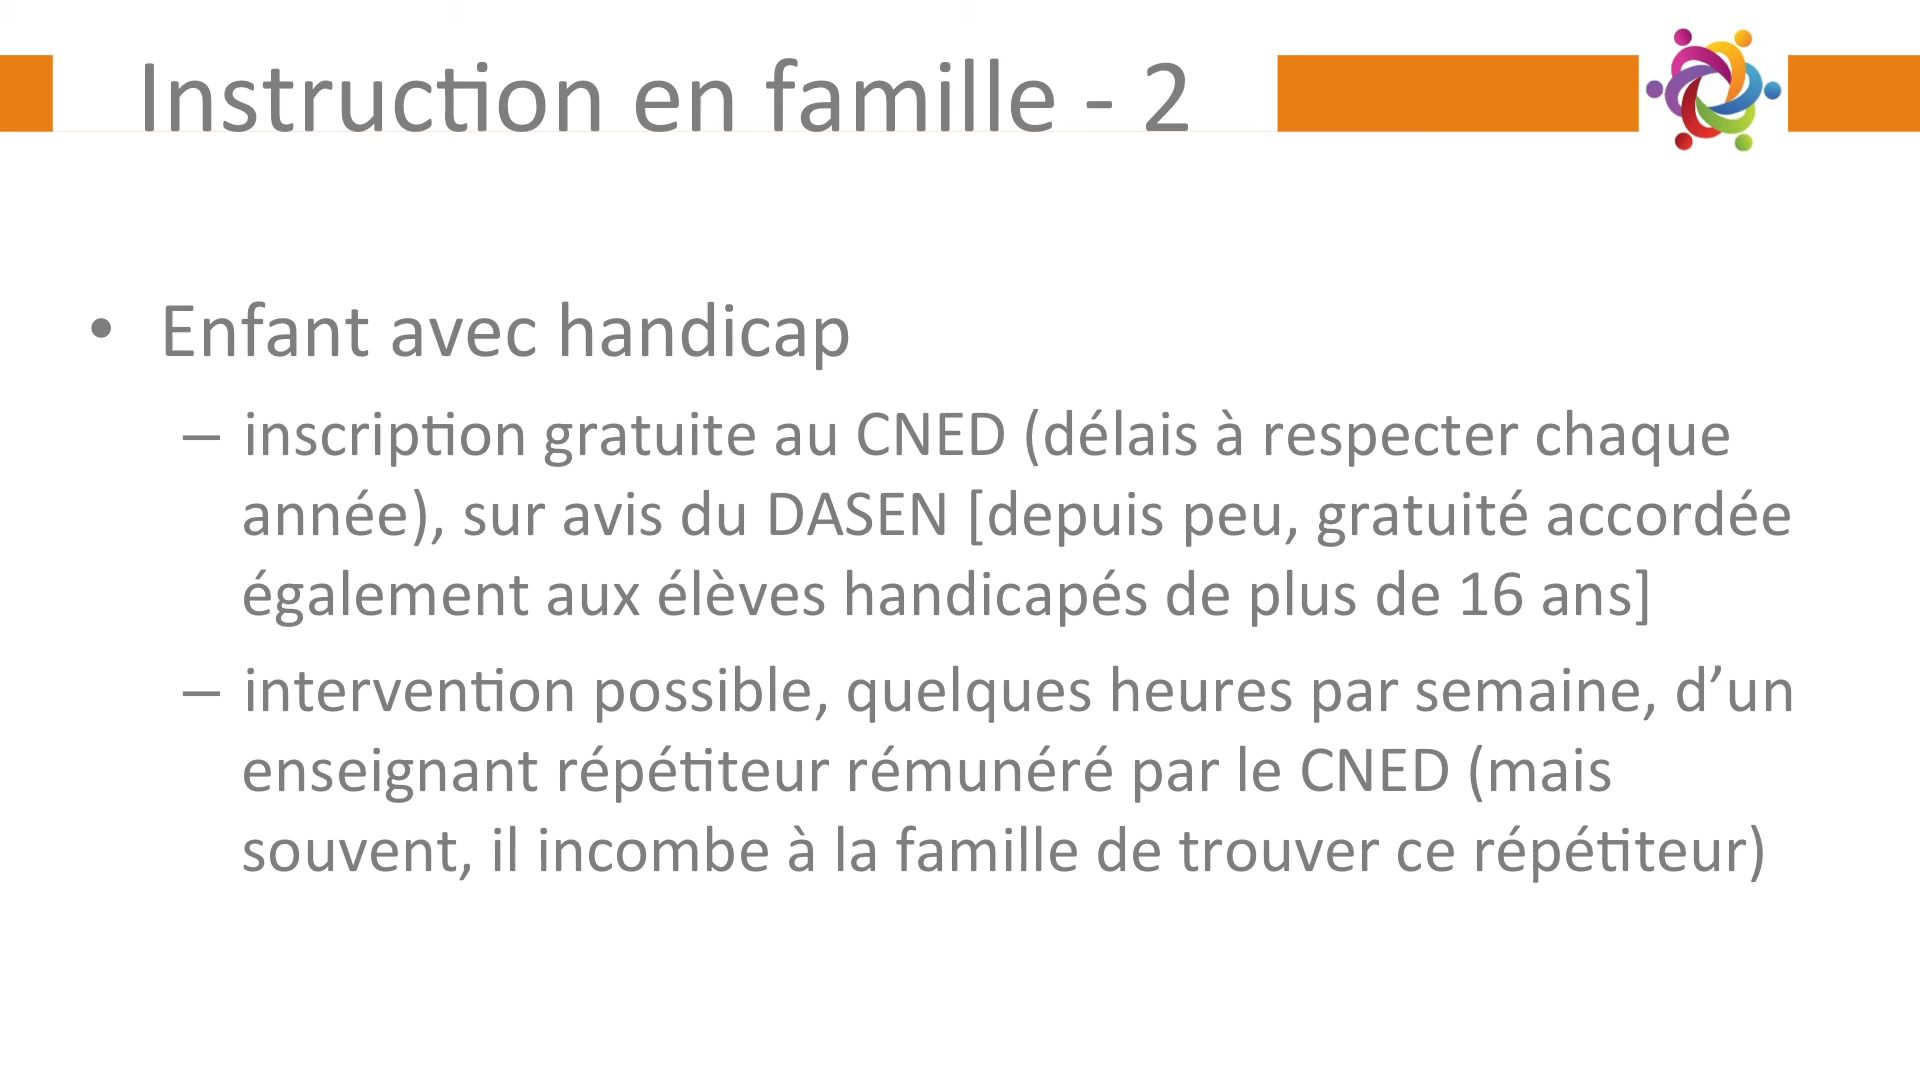 Instruction en famille - 2
• Enfant avec handicap
– inscription gratuite au CNED (délais à respecter chaque
année), sur avis du DASEN [depuis peu, gratuité accordée
également aux élèves handicapés de plus de 16 ans]
– intervention possible, quelques heures par semaine, d’un
enseignant répétiteur rémunéré par le CNED (mais
souvent, il incombe à la famille de trouver ce répétiteur)